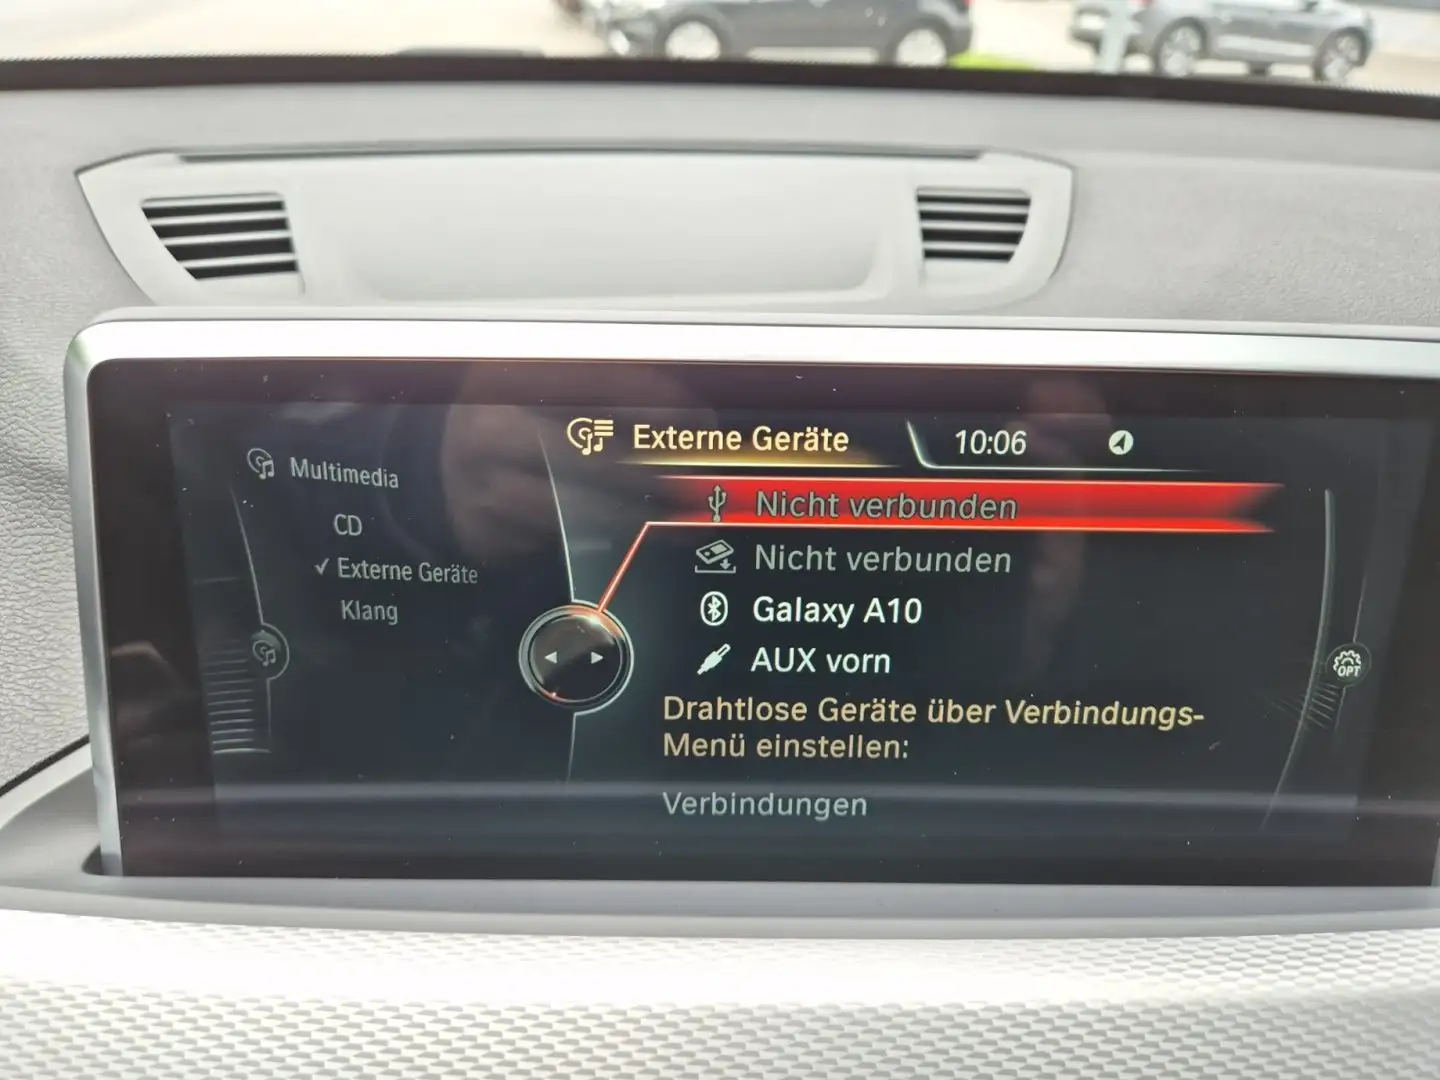 Externe Geräte
10:06
Multimedia
CD
✓ Externe Geräte
Klang
Nicht verbunden
Nicht verbunden
Galaxy A10
AUX vorn
Drahtlose Geräte über Verbindungs-
Menü einstellen:
Verbindungen
OPT